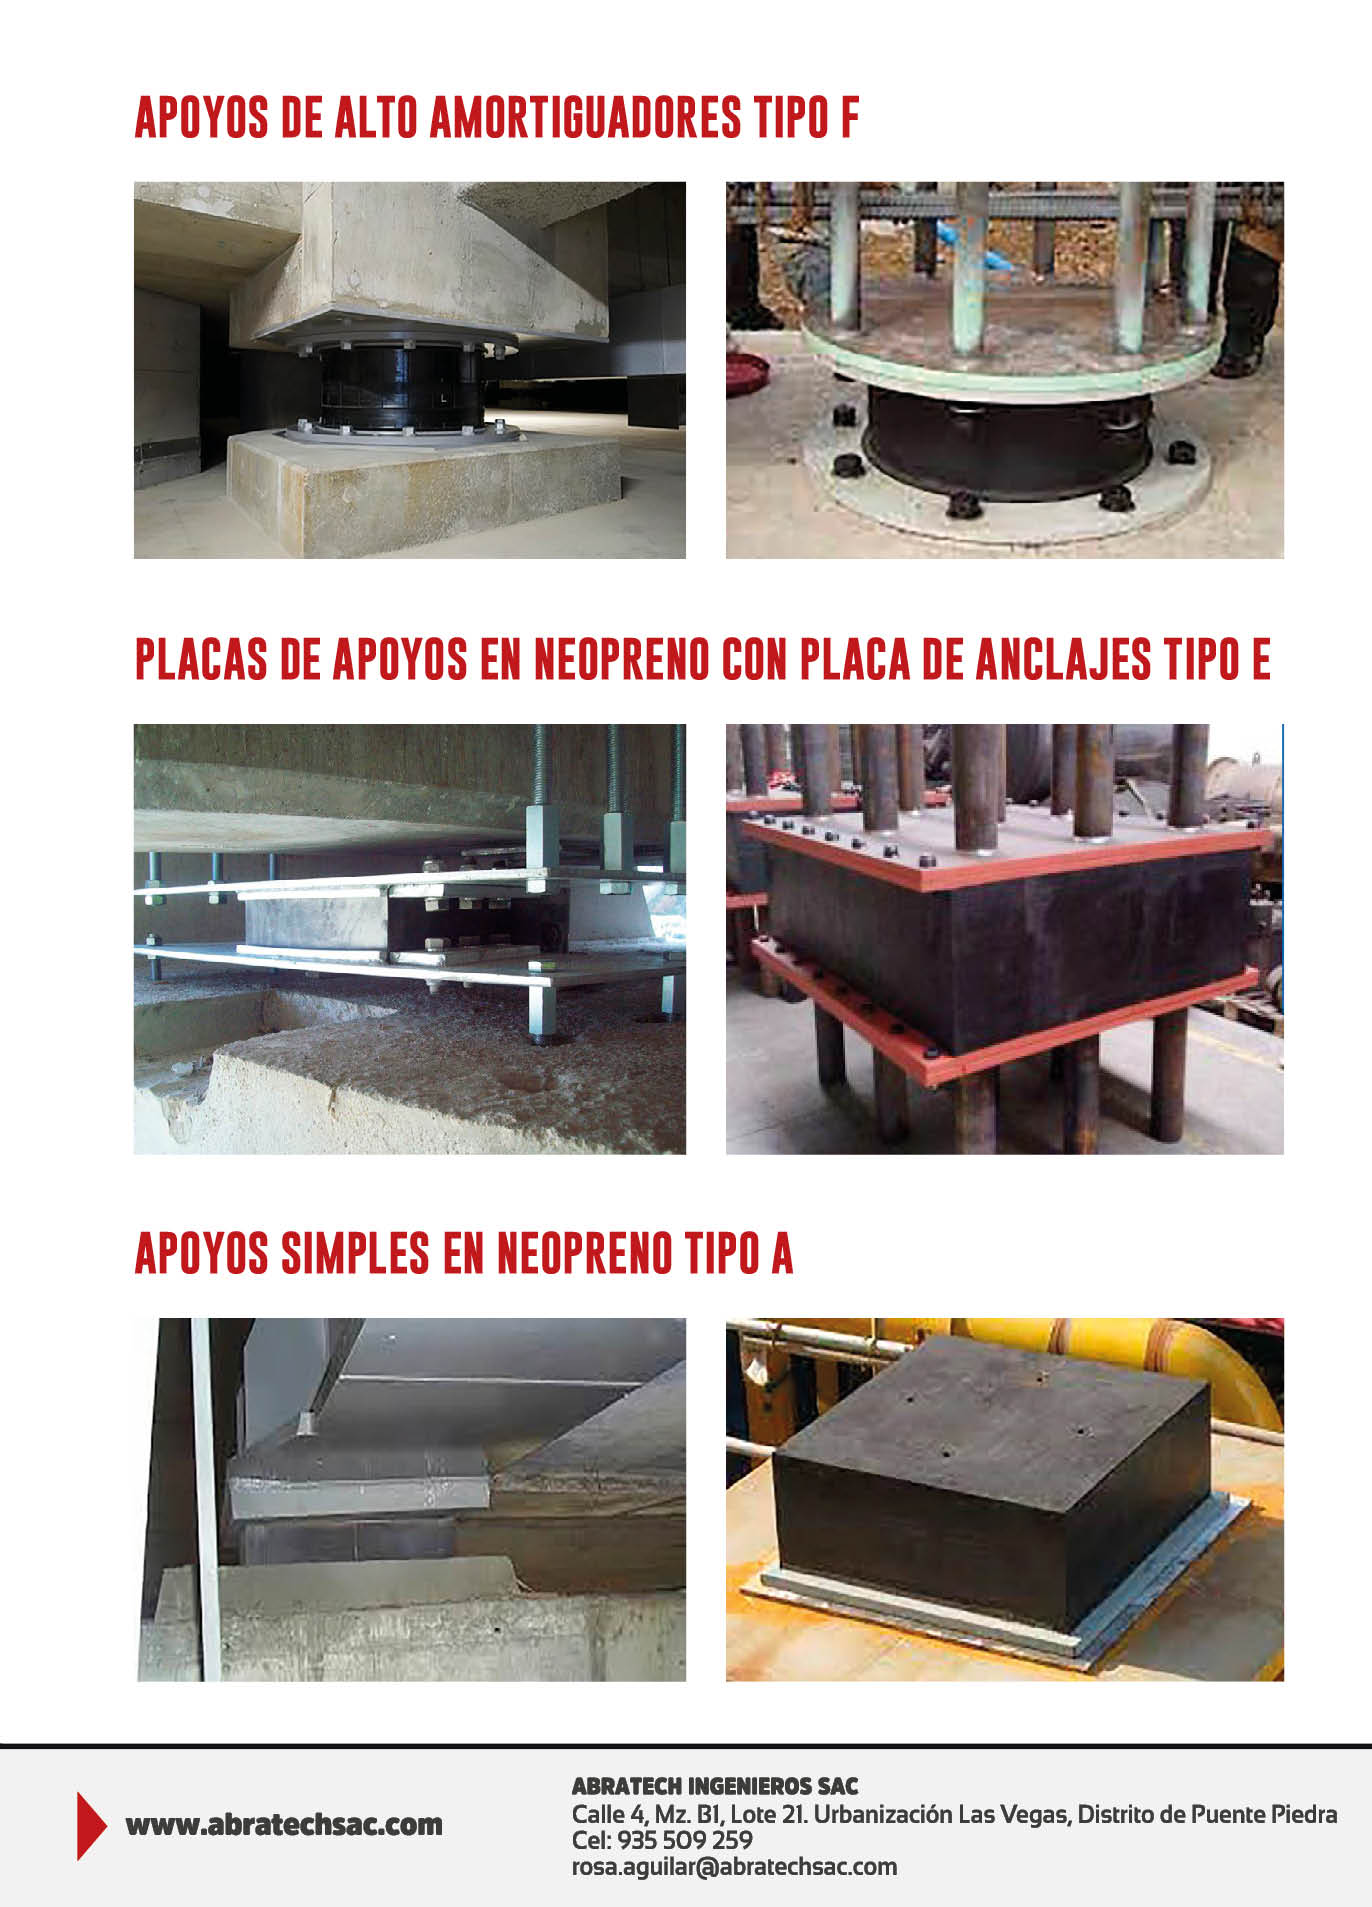 APOYOS DE ALTO AMORTIGUADORES TIPO F
L
PLACAS DE APOYOS EN NEOPRENO CON PLACA DE ANCLAJES TIPO E
APOYOS SIMPLES EN NEOPRENO TIPO A
www.abratechsac.com
ABRATECH INGENIEROS SAC
Calle 4, Mz. B1, Lote 21. Urbanización Las Vegas, Distrito de Puente Piedra
Cel: 935 509 259
rosa.aguilar@abratechsac.com